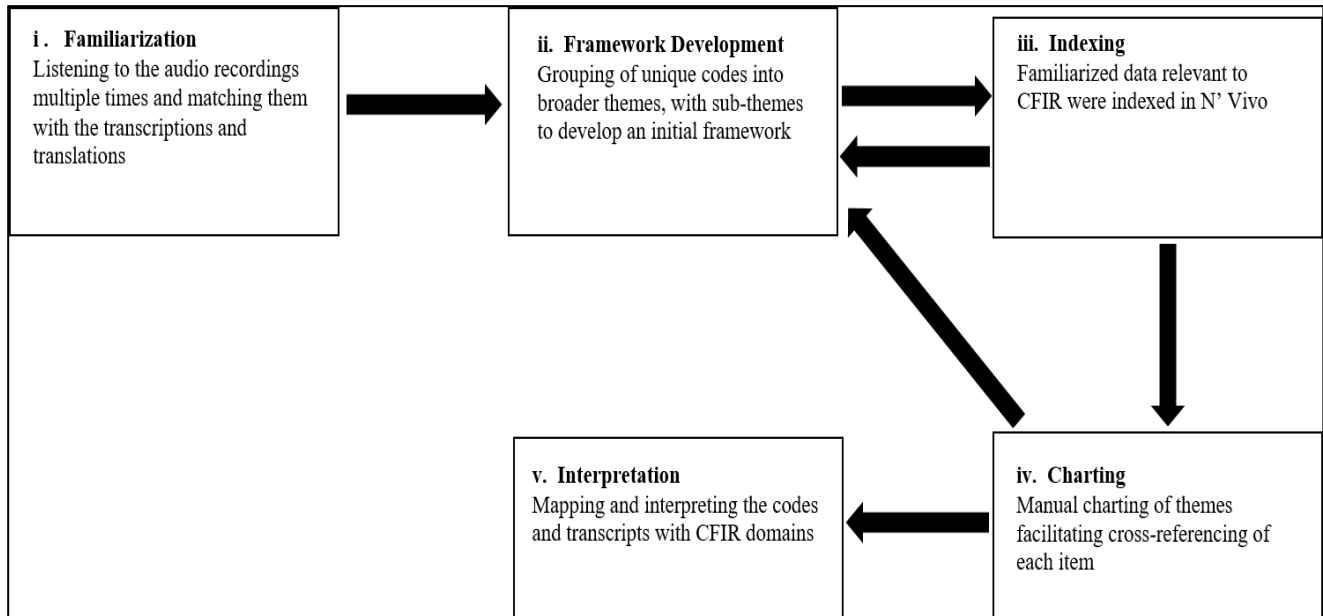 i . Familiarization
Listening to the audio recordings
multiple times and matching them
with the transcriptions and
translations
ii. Framework Development
Grouping of unique codes into
broader themes, with sub-themes
to develop an initial framework
iii. Indexing
Familiarized data relevant to
CFIR were indexed in N’ Vivo
iv. Charting
Manual charting of themes
facilitating cross-referencing of
each item
v. Interpretation
Mapping and interpreting the codes
and transcripts with CFIR domains